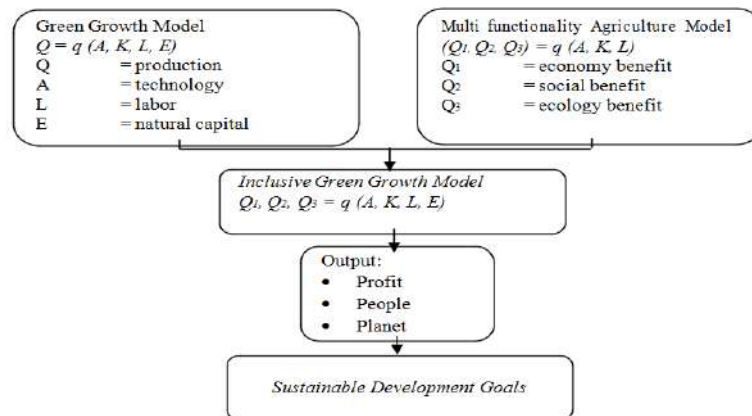 Green Growth Model
Q = q (A, K, L, E)
Q = production
A = technology
L = labor
E = natural capital
Multi functionality Agriculture Model
(Q1, Q2, Q3) = q (A, K, L)
Q1 = economy benefit
Q2 = social benefit
Q3 = ecology benefit
Inclusive Green Growth Model
Q1, Q2, Q3 = q (A, K, L, E)
Output:
• Profit
• People
• Planet
Sustainable Development Goals